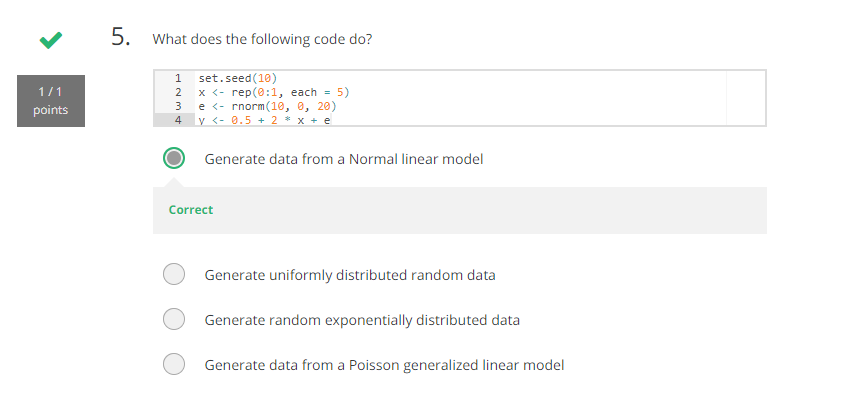 5. What does the following code do?
1 / 1
points
1 set.seed(10)
2 x <- rep(0:1, each = 5)
3 e <- rnorm(10, 0, 20)
4 y <- 0.5 + 2 * x + e
Generate data from a Normal linear model
Correct
Generate uniformly distributed random data
Generate random exponentially distributed data
Generate data from a Poisson generalized linear model